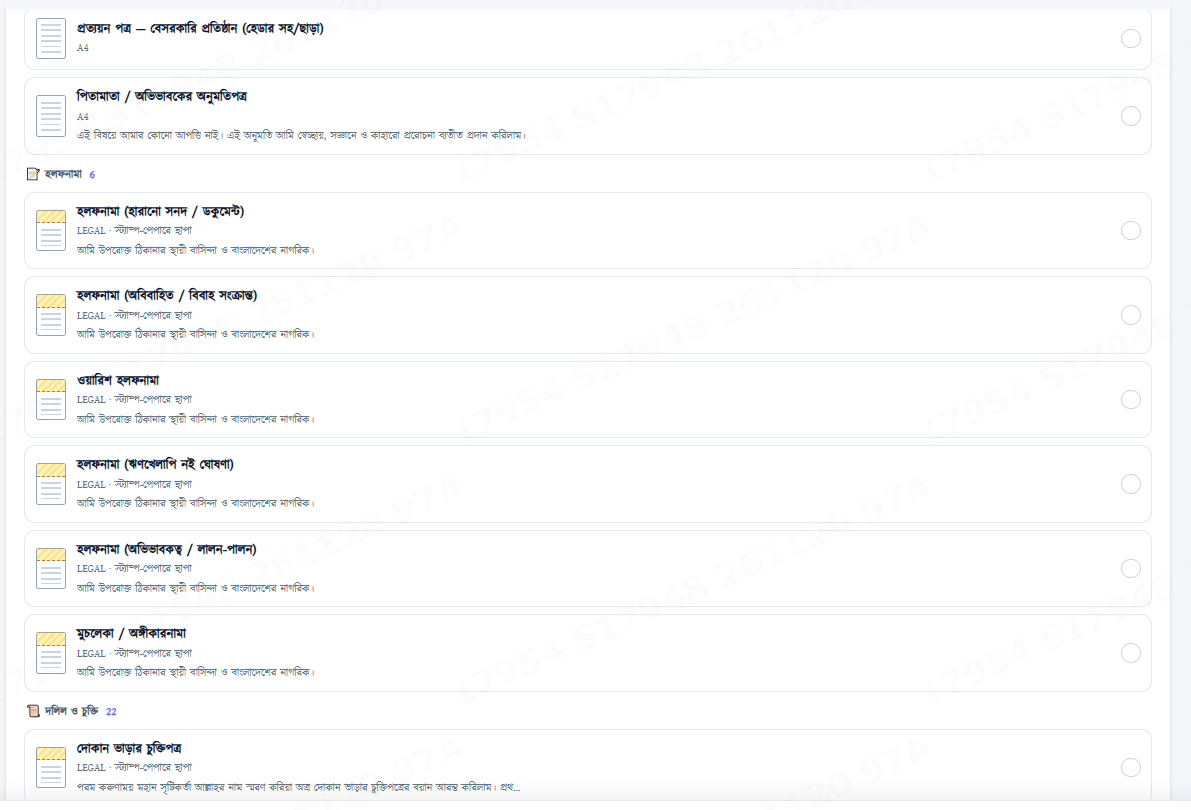 প্রত্যয়ন পত্র — বেসরকারি প্রতিষ্ঠান (হেডার সহ/ছাড়া)
A4
পিতামাতা / অভিভাবকের অনুমতিপত্র
A4
এই বিষয়ে আমার কোনো আপত্তি নাই। এই অনুমতি আমি স্বেচ্ছায়, সজ্ঞানে ও কাহারো প্ররোচনা ব্যতীত প্রদান করিলাম।
হলফনামা 6
হলফনামা (হারানো সনদ / ডকুমেন্ট)
LEGAL · স্ট্যাম্প-পেপারে ছাপা
আমি উপরোক্ত ঠিকানার স্থায়ী বাসিন্দা ও বাংলাদেশের নাগরিক।
হলফনামা (অবিবাহিত / বিবাহ সংক্রান্ত)
LEGAL · স্ট্যাম্প-পেপারে ছাপা
আমি উপরোক্ত ঠিকানার স্থায়ী বাসিন্দা ও বাংলাদেশের নাগরিক।
ওয়ারিশ হলফনামা
LEGAL · স্ট্যাম্প-পেপারে ছাপা
আমি উপরোক্ত ঠিকানার স্থায়ী বাসিন্দা ও বাংলাদেশের নাগরিক।
হলফনামা (ঋণখেলাপি নই ঘোষণা)
LEGAL · স্ট্যাম্প-পেপারে ছাপা
আমি উপরোক্ত ঠিকানার স্থায়ী বাসিন্দা ও বাংলাদেশের নাগরিক।
হলফনামা (অভিভাবকত্ব / লালন-পালন)
LEGAL · স্ট্যাম্প-পেপারে ছাপা
আমি উপরোক্ত ঠিকানার স্থায়ী বাসিন্দা ও বাংলাদেশের নাগরিক।
মুচলেকা / অঙ্গীকারনামা
LEGAL · স্ট্যাম্প-পেপারে ছাপা
আমি উপরোক্ত ঠিকানার স্থায়ী বাসিন্দা ও বাংলাদেশের নাগরিক।
দলিল ও চুক্তি 22
দোকান ভাড়ার চুক্তিপত্র
LEGAL · স্ট্যাম্প-পেপারে ছাপা
পরম করুণাময় মহান সৃষ্টিকর্তা আল্লাহর নাম স্মরণ করিয়া অত্র দোকান ভাড়ার চুক্তিপত্রের বয়ান আরম্ভ করিলাম। প্রথ...